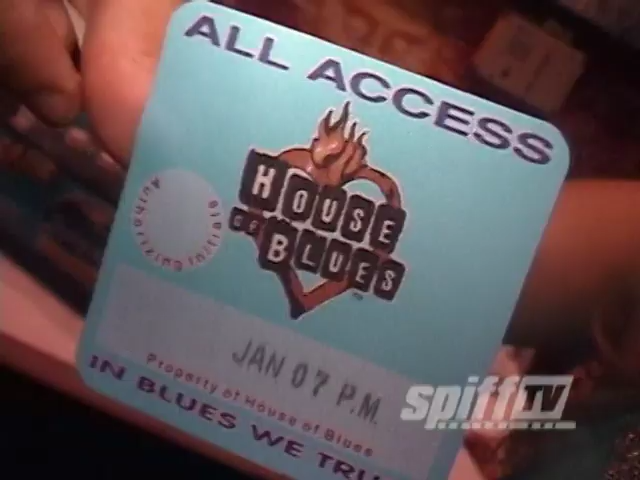 ALL ACCESS
HOUSE
OF
BLUES
Authorizing Initials
JAN 07 P.M.
Property of House of Blues
IN BLUES WE TRU
spiffTV